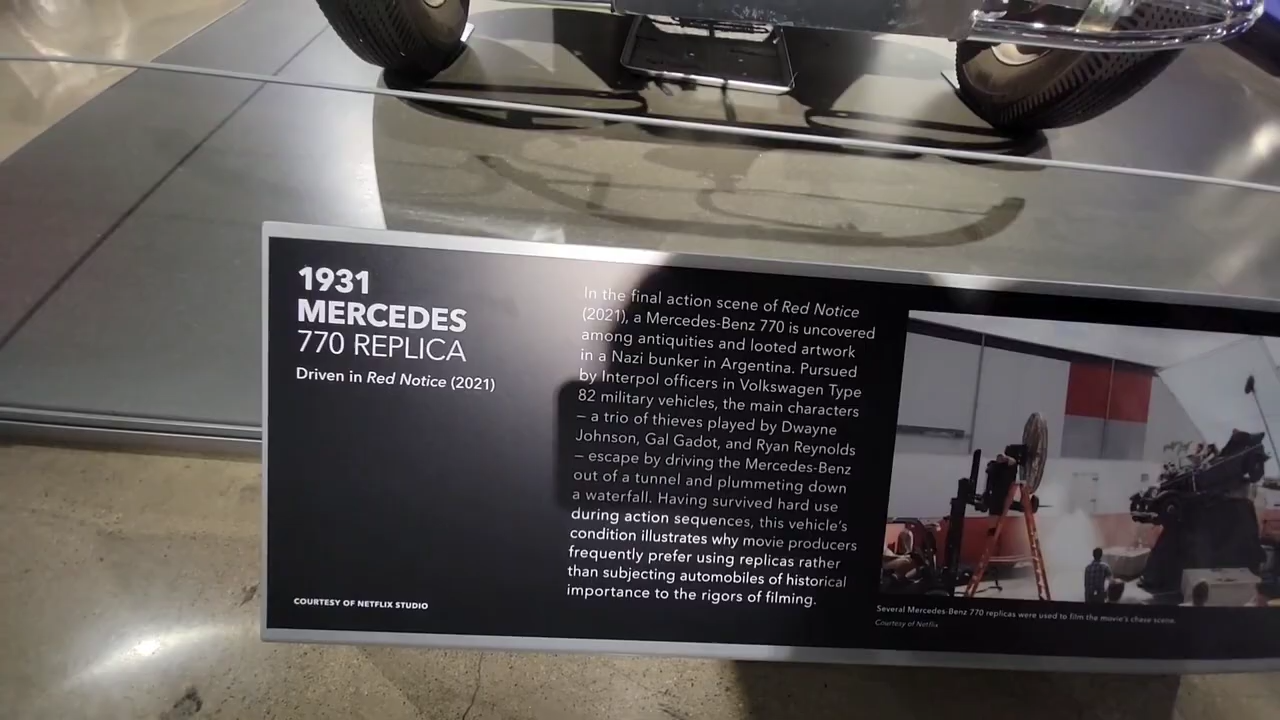 1931
MERCEDES
770 REPLICA
Driven in Red Notice (2021)
COURTESY OF NETFLIX STUDIO
In the final action scene of Red Notice
(2021), a Mercedes-Benz 770 is uncovered
among antiquities and looted artwork
in a Nazi bunker in Argentina. Pursued
by Interpol officers in Volkswagen Type
82 military vehicles, the main characters
– a trio of thieves played by Dwayne
Johnson, Gal Gadot, and Ryan Reynolds
– escape by driving the Mercedes-Benz
out of a tunnel and plummeting down
a waterfall. Having survived hard use
during action sequences, this vehicle's
condition illustrates why movie producers
frequently prefer using replicas rather
than subjecting automobiles of historical
importance to the rigors of filming.
Several Mercedes-Benz 770 replicas were used to film the movie's chase scene.
Courtesy of Netflix